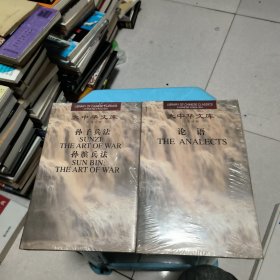 LIBRARY OF CHINESE CLASSICS
大中华文库
孙子兵法
SUNZI:
THE ART OF WAR
孙膑兵法
SUN BIN:
THE ART OF WAR
LIBRARY OF CHINESE CLASSICS
大中华文库
论语
THE ANALECTS